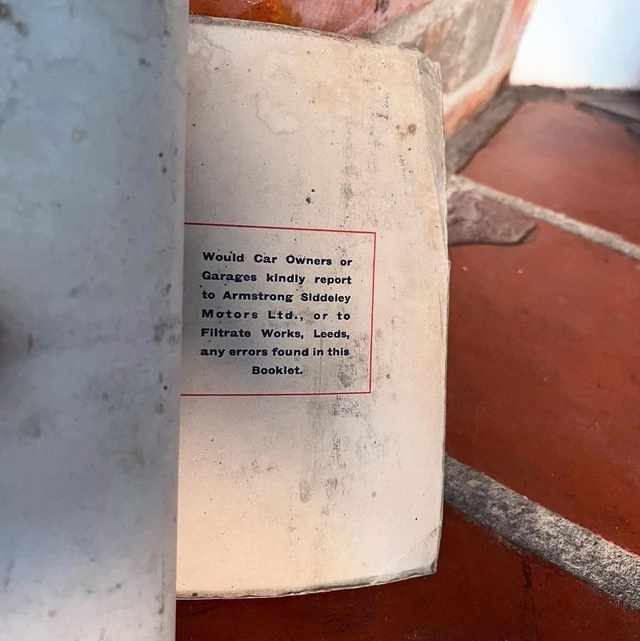 Would Car Owners or
Garages kindly report
to Armstrong Siddeley
Motors Ltd., or to
Filtrate Works, Leeds,
any errors found in this
Booklet.